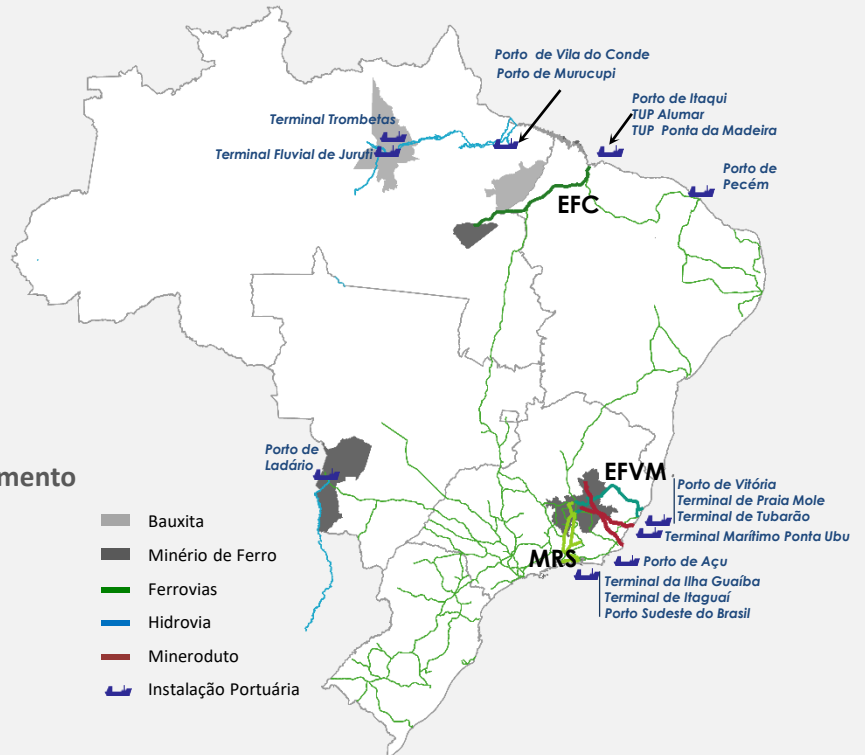 Porto de Vila do Conde
Porto de Murucupi
Porto de Itaqui
TUP Alumar
TUP Ponta da Madeira
Terminal Trombetas
Terminal Fluvial de Juruti
Porto de
Pecém
EFC
Porto de
Ladário
EFVM
Porto de Vitória
Terminal de Praia Mole
Terminal de Tubarão
Terminal Marítimo Ponta Ubu
MRS
Porto de Açu
Terminal da Ilha Guaíba
Terminal de Itaguaí
Porto Sudeste do Brasil
mento
Bauxita
Minério de Ferro
Ferrovias
Hidrovia
Mineroduto
Instalação Portuária